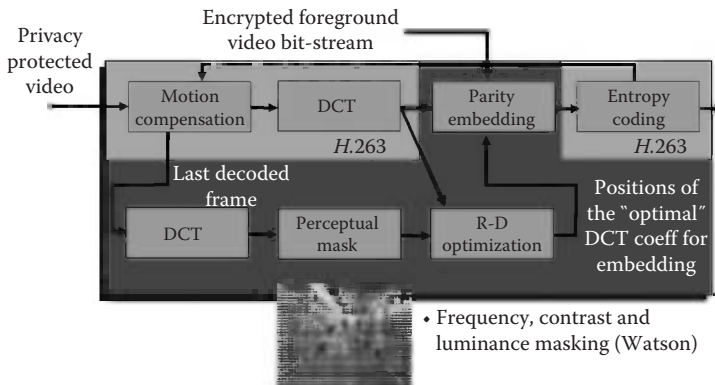 Encrypted foreground
video bit-stream
Privacy
protected
video
Motion
compensation
DCT
Parity
embedding
Entropy
coding
H.263
H.263
Last decoded
frame
DCT
Perceptual
mask
R-D
optimization
Positions of
the “optimal”
DCT coeff for
embedding
• Frequency, contrast and
luminance masking (Watson)